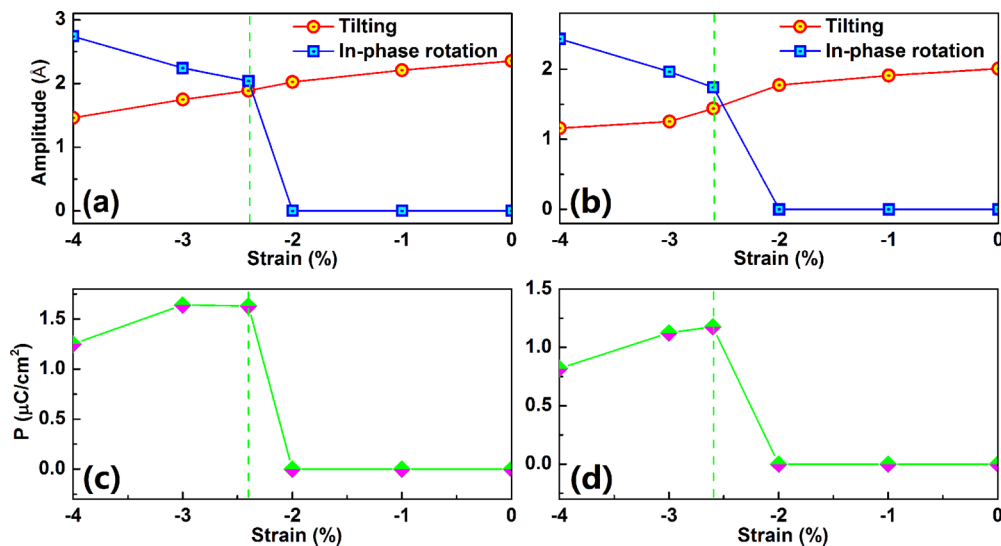 Tilting
In-phase rotation
Amplitude (Å)
3
2
1
0
(a)
-4 -3 -2 -1 0
Strain (%)
Tilting
In-phase rotation
2
1
0
(b)
-4 -3 -2 -1 0
Strain (%)
P (μC/cm²)
1.5
1.0
0.5
0.0
(c)
-4 -3 -2 -1 0
Strain (%)
1.5
1.0
0.5
0.0
(d)
-4 -3 -2 -1 0
Strain (%)